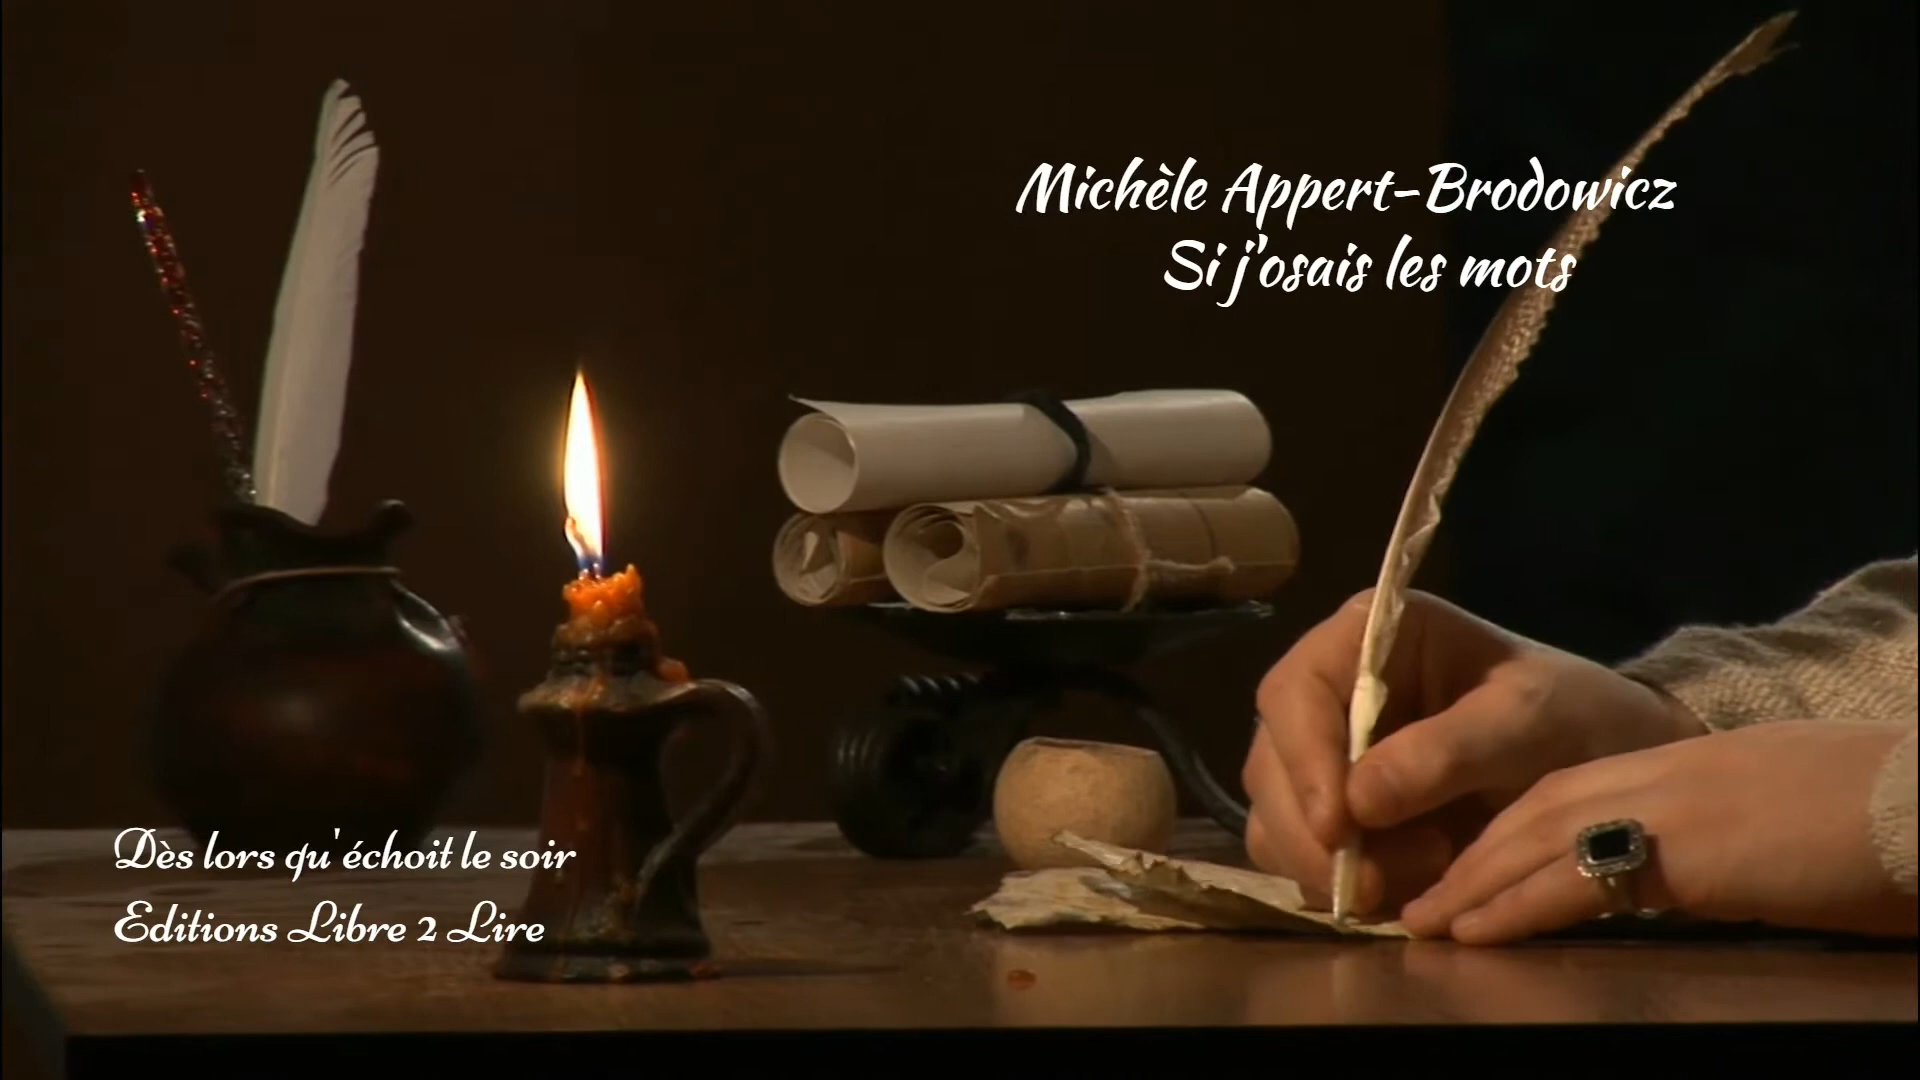 Michèle Appert-Brodowicz
Si j'osais les mots
Dès lors qu'échoit le soir
Editions Libre 2 Lire